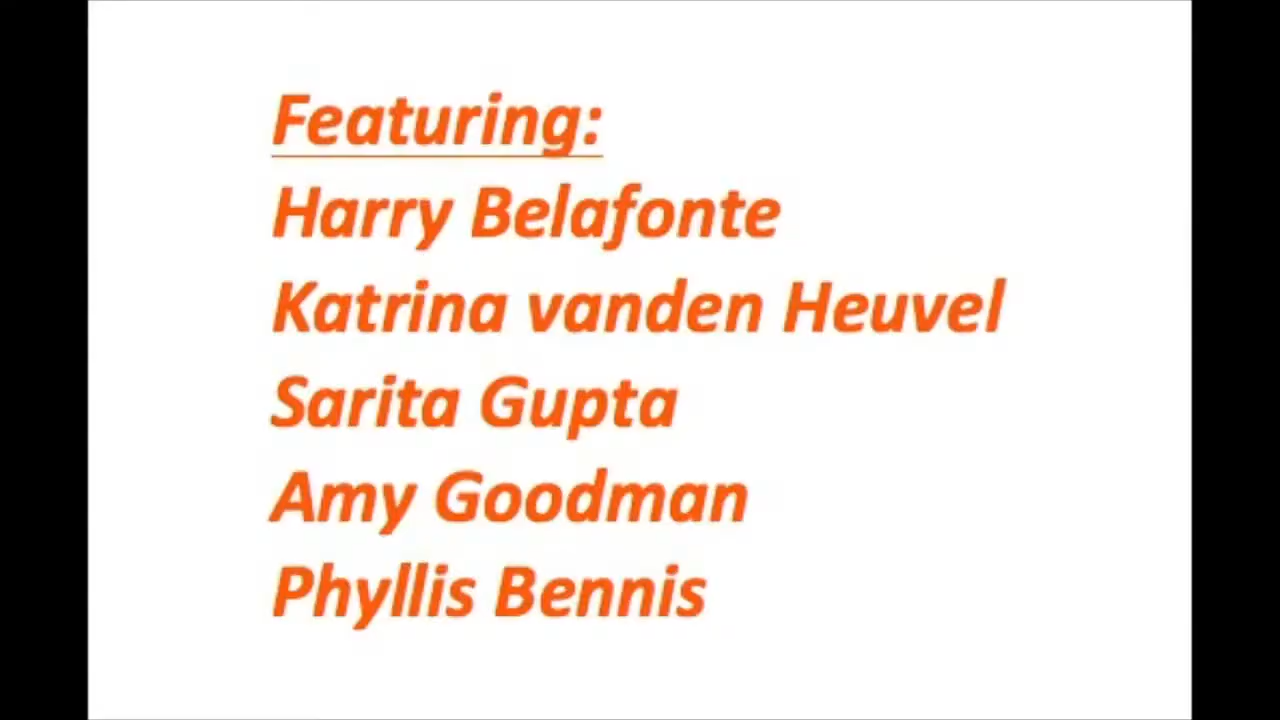 Featuring:
Harry Belafonte
Katrina vanden Heuvel
Sarita Gupta
Amy Goodman
Phyllis Bennis